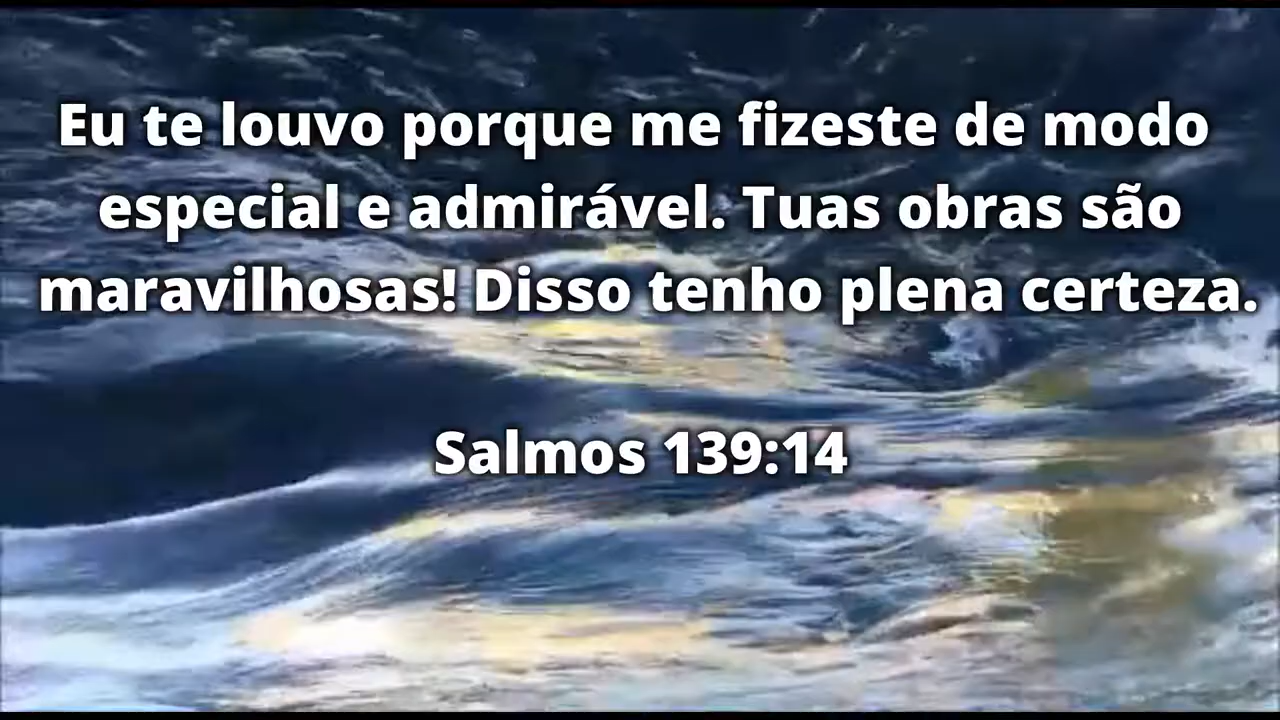 Eu te louvo porque me fizeste de modo
especial e admirável. Tuas obras são
maravilhosas! Disso tenho plena certeza.
Salmos 139:14